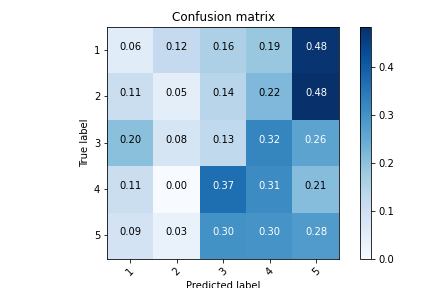 Confusion matrix
1 0.06 0.12 0.16 0.19 0.48
2 0.11 0.05 0.14 0.22 0.48
3 0.20 0.08 0.13 0.32 0.26
4 0.11 0.00 0.37 0.31 0.21
5 0.09 0.03 0.30 0.30 0.28
True label
1 2 3 4 5
Predicted label
0.4
0.3
0.2
0.1
0.0